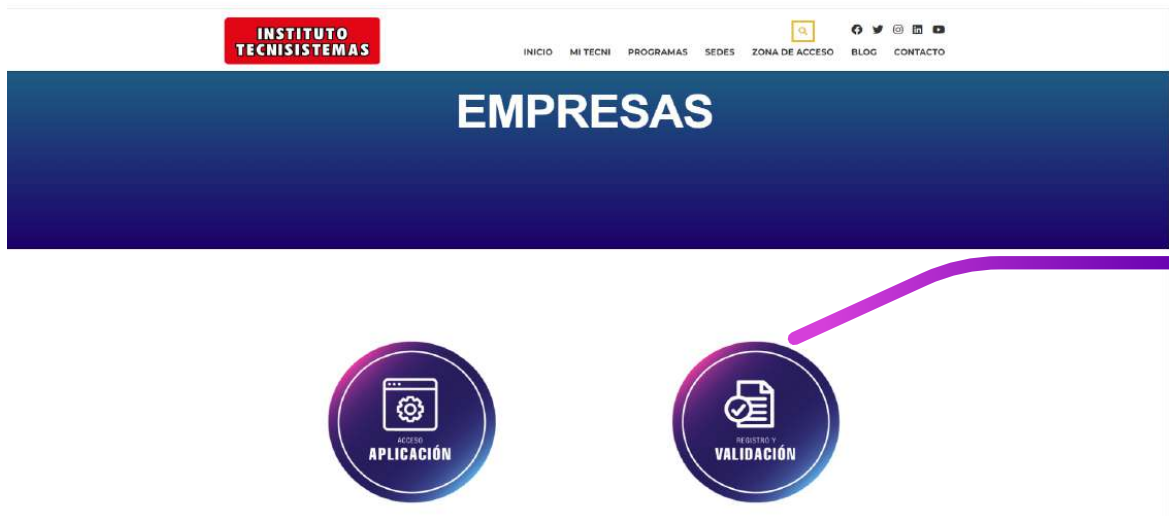 INSTITUTO
TECNISISTEMAS
INICIO MI TECNI PROGRAMAS SEDES ZONA DE ACCESO BLOG CONTACTO
EMPRESAS
ACCESO
APLICACIÓN
REGISTRO Y
VALIDACIÓN